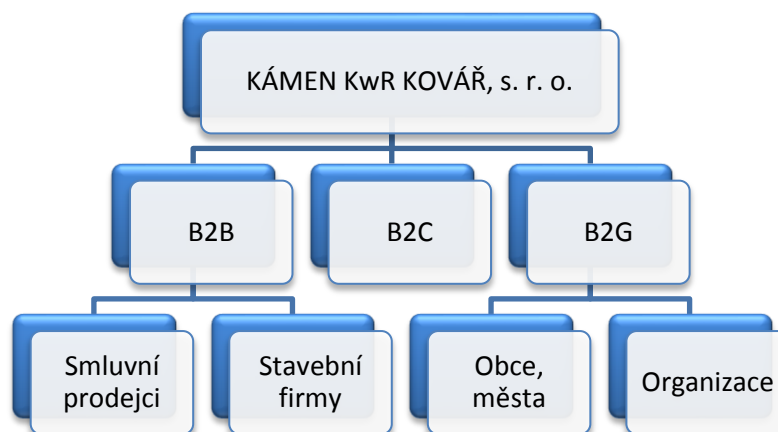 KÁMEN KwR KOVÁŘ, s. r. o.
B2B
B2C
B2G
Smluvní
prodejci
Stavební
firmy
Obce,
města
Organizace